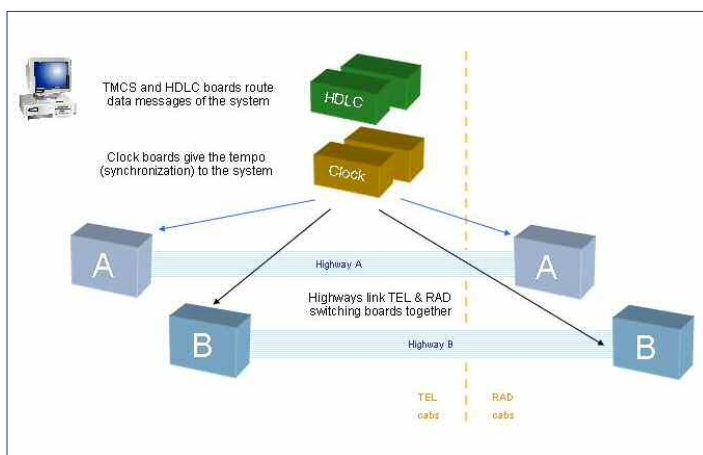 TMCS and HDLC boards route
data messages of the system
HDLC
Clock boards give the tempo
(synchronization) to the system
Clock
A
Highway A
A
Highways link TEL & RAD
switching boards together
B
Highway B
B
TEL
cabs
RAD
cabs